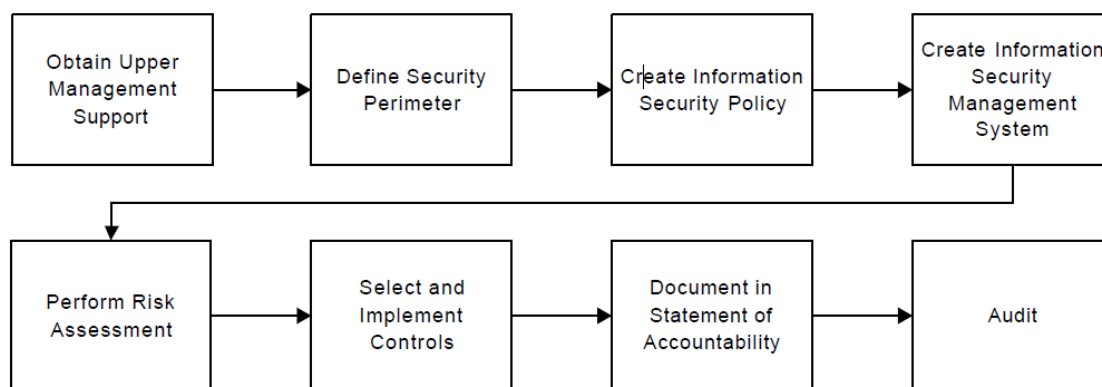 Obtain Upper
Management
Support
Define Security
Perimeter
Create Information
Security Policy
Create Information
Security
Management
System
Perform Risk
Assessment
Select and
Implement
Controls
Document in
Statement of
Accountability
Audit